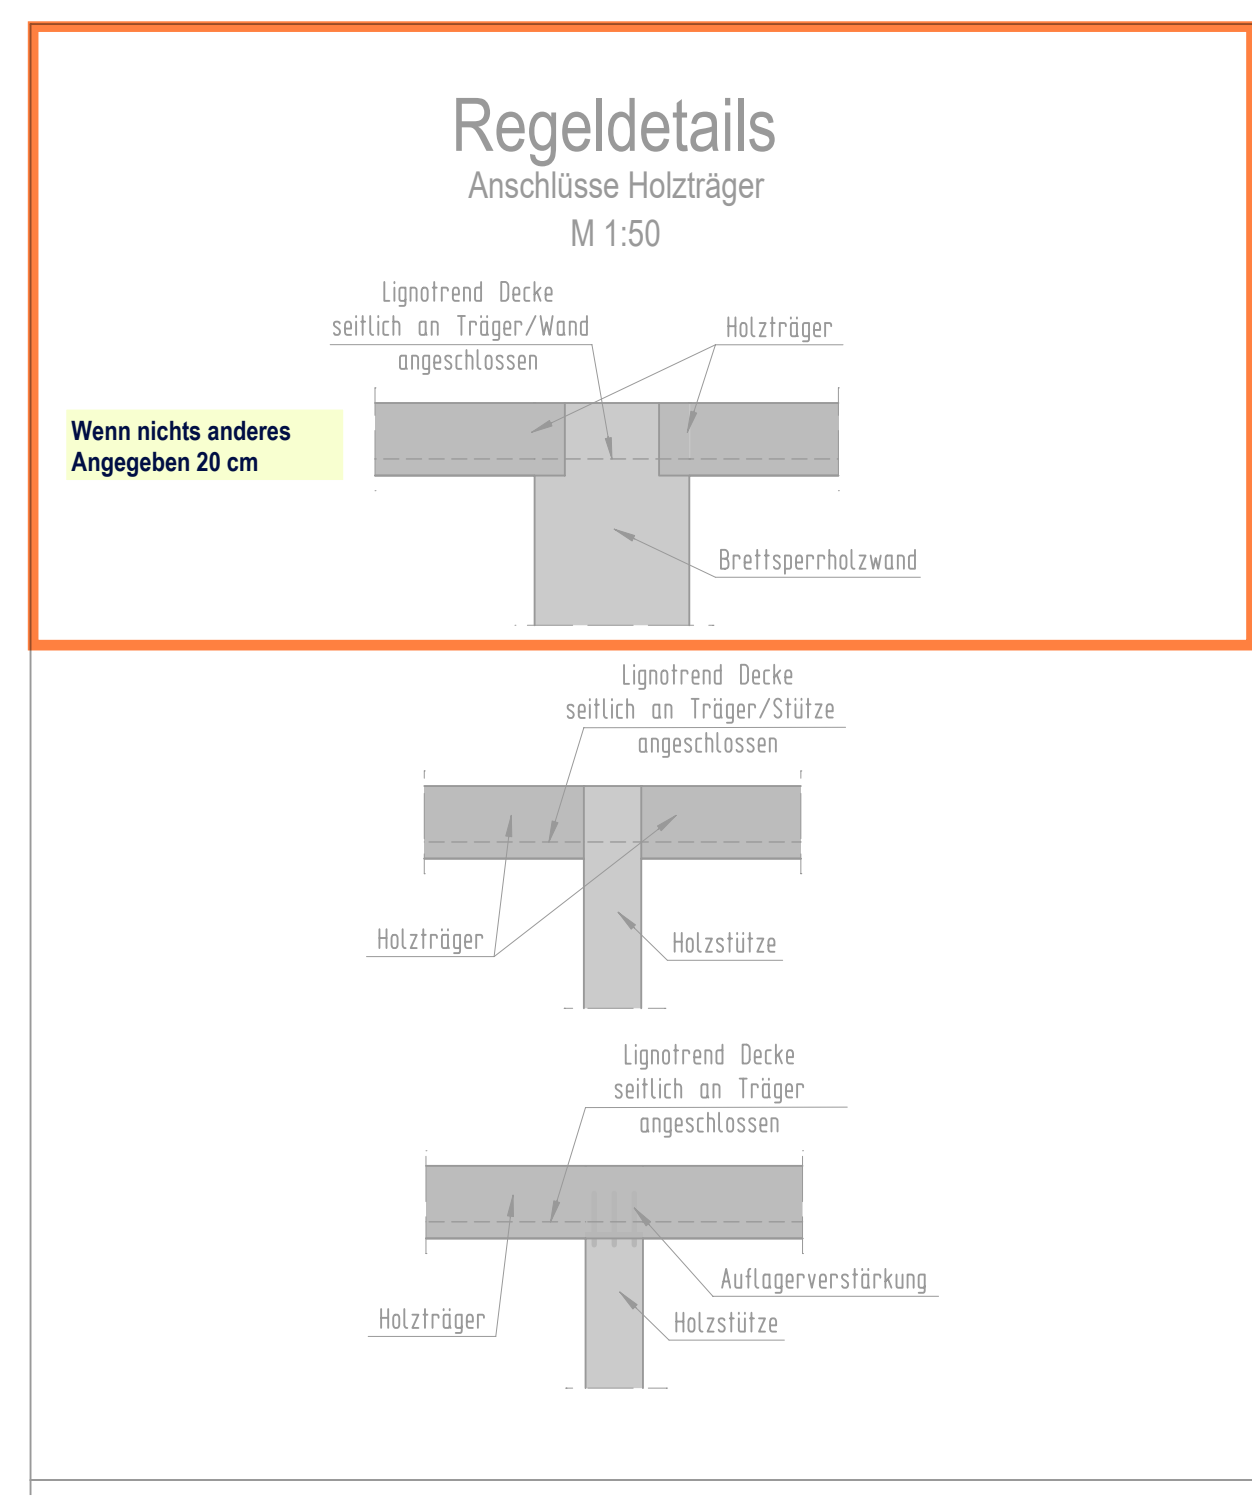 Regeldetails
Anschlüsse Holzträger
M 1:50
Lignotrend Decke
seitlich an Träger/Wand
angeschlossen
Holzträger
Wenn nichts anderes
Angegeben 20 cm
Brettsperrholzwand
Lignotrend Decke
seitlich an Träger/Stütze
angeschlossen
Holzträger
Holzstütze
Lignotrend Decke
seitlich an Träger
angeschlossen
Auflagerverstärkung
Holzträger
Holzstütze